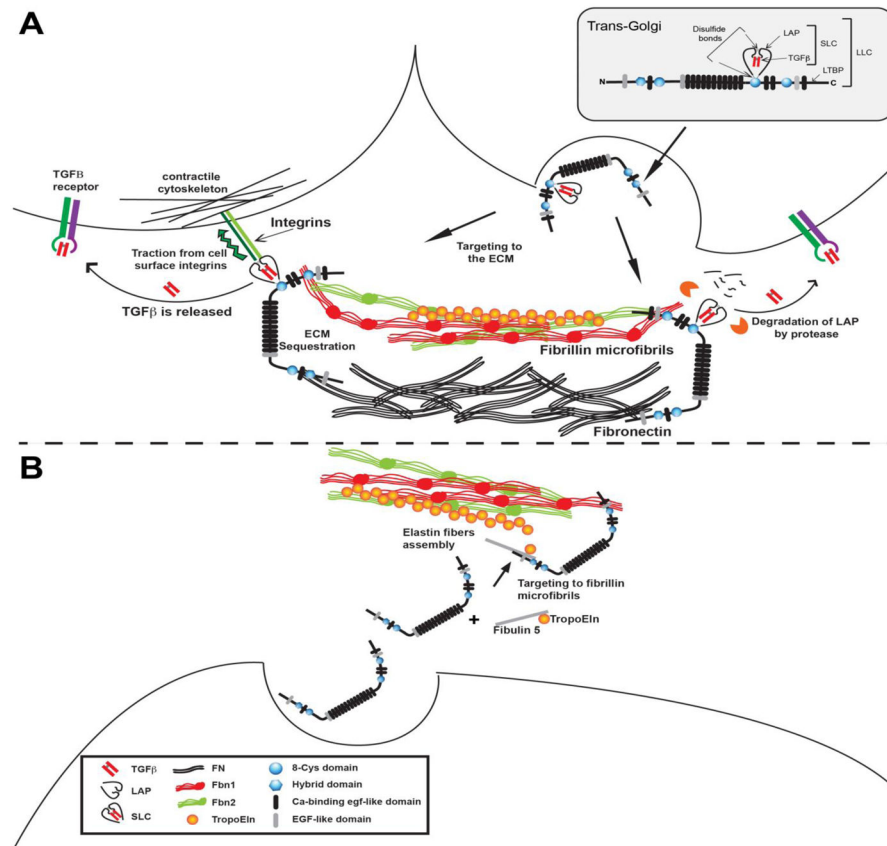 A
Trans-Golgi
Disulfide
bonds
LAP
TGFβ
SLC
LLC
LTBP
N
C
TGFβ
receptor
contractile
cytoskeleton
Integrins
Traction from cell
surface integrins
TGFβ is released
Targeting to
the ECM
ECM
Sequestration
Fibrillin microfibrils
Degradation of LAP
by protease
Fibronectin
B
Elastin fibers
assembly
Targeting to fibrillin
microfibrils
+
Fibulin 5
TropoEln
TGFβ
LAP
SLC
FN
Fbn1
Fbn2
TropoEln
8-Cys domain
Hybrid domain
Ca-binding egf-like domain
EGF-like domain